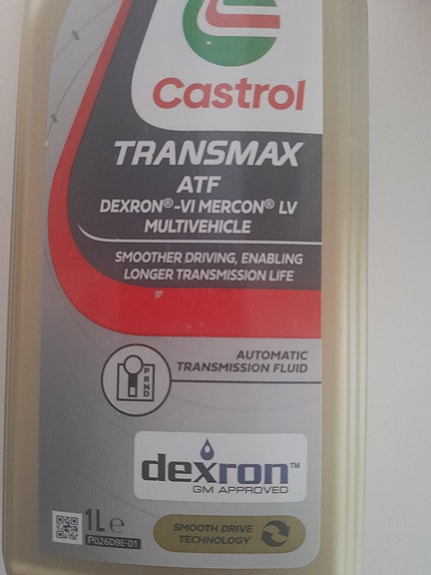 Castrol
TRANSMAX
ATF
DEXRON®-VI MERCON® LV
MULTIVEHICLE
SMOOTHER DRIVING, ENABLING
LONGER TRANSMISSION LIFE
AUTOMATIC
TRANSMISSION FLUID
P
R
N
D
dexron™
GM APPROVED
1L e
P026D9E-01
SMOOTH DRIVE
TECHNOLOGY